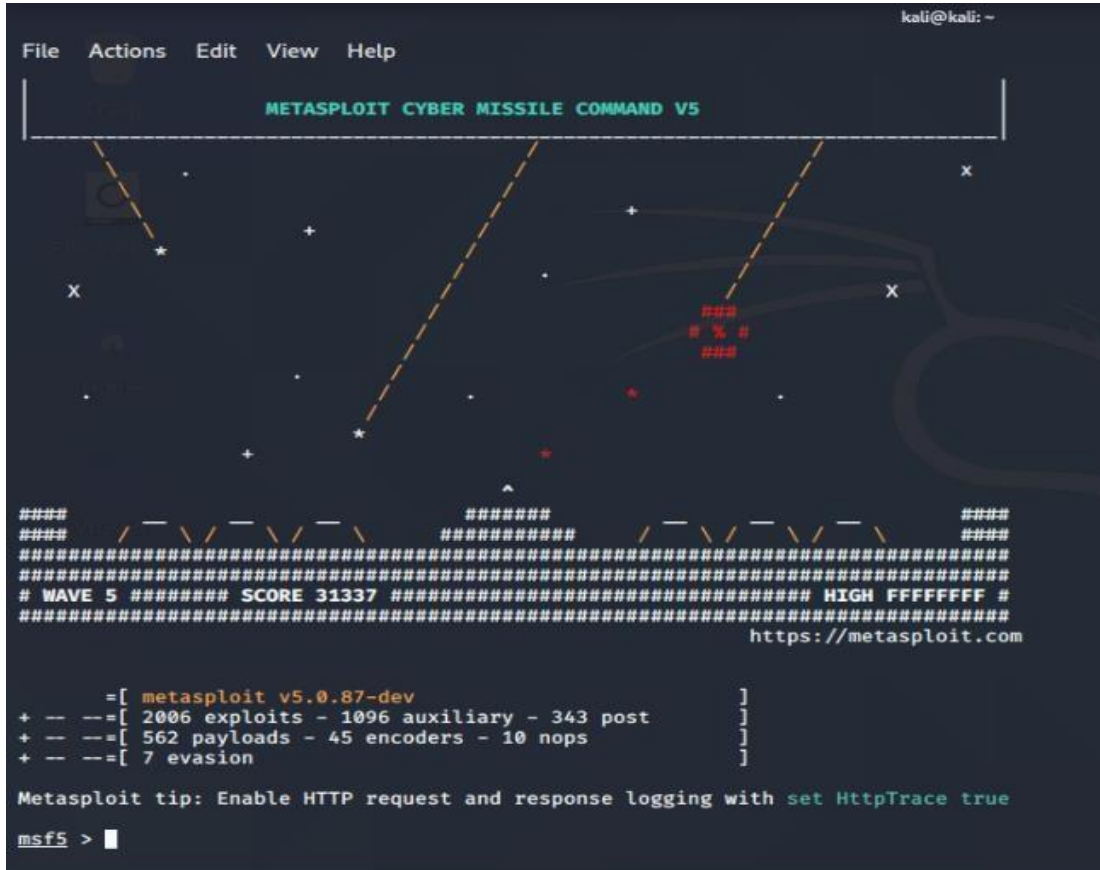 kali@kali: ~
File Actions Edit View Help
METASPLOIT CYBER MISSILE COMMAND V5
# WAVE 5 ######## SCORE 31337 ################################## HIGH FFFFFFFF #
https://metasploit.com
=[ metasploit v5.0.87-dev ]
+ -- --=[ 2006 exploits - 1096 auxiliary - 343 post ]
+ -- --=[ 562 payloads - 45 encoders - 10 nops ]
+ -- --=[ 7 evasion ]
Metasploit tip: Enable HTTP request and response logging with set HttpTrace true
msf5 >